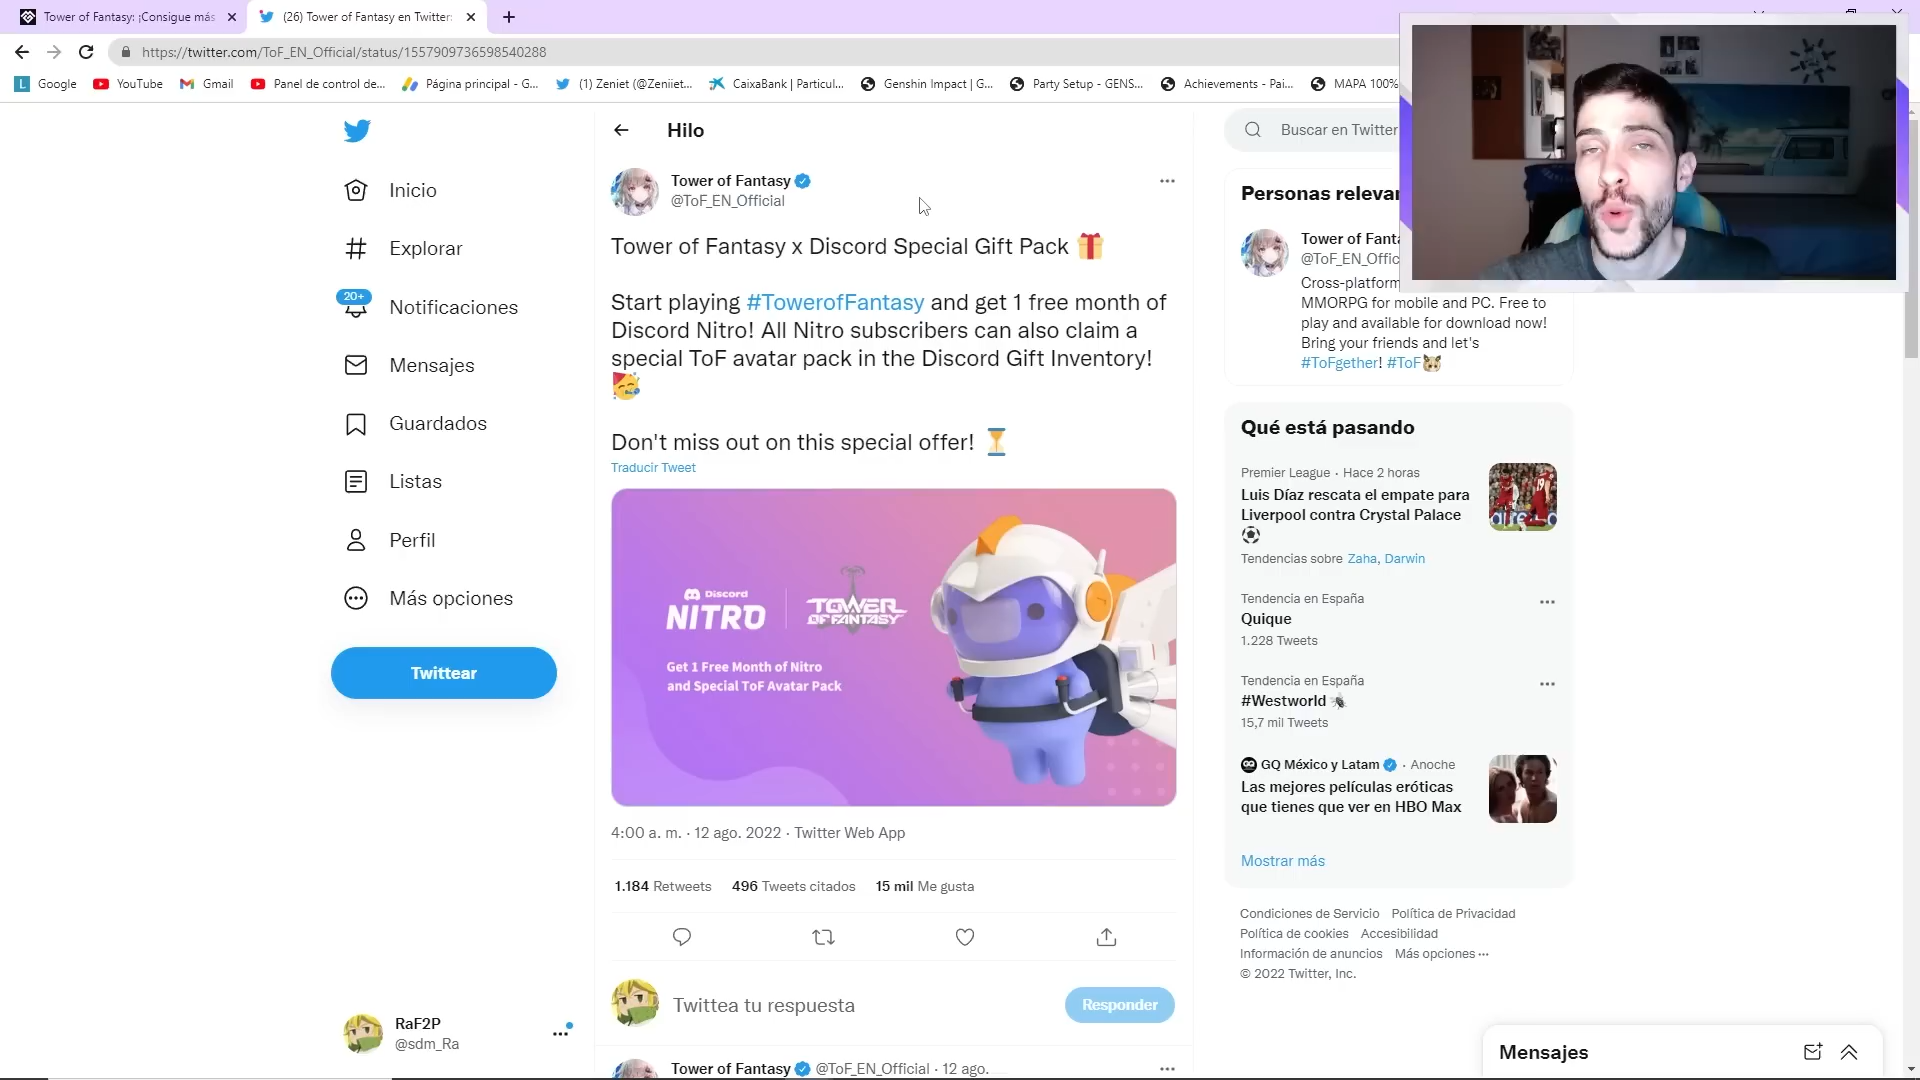 Tower of Fantasy: ¡Consigue más
(26) Tower of Fantasy en Twitter:
https://twitter.com/ToF_EN_Official/status/1557909736598540288
Google
YouTube
Gmail
Panel de control de...
Página principal - G...
(1) Zeniet (@Zeniiet...
CaixaBank | Particul...
Genshin Impact | G...
Party Setup - GENS...
Achievements - Pai...
MAPA 100%
Inicio
Explorar
20+
Notificaciones
Mensajes
Guardados
Listas
Perfil
Más opciones
Twittear
RaF2P
@sdm_Ra
Hilo
Tower of Fantasy
@ToF_EN_Official
Tower of Fantasy x Discord Special Gift Pack
Start playing #TowerofFantasy and get 1 free month of
Discord Nitro! All Nitro subscribers can also claim a
special ToF avatar pack in the Discord Gift Inventory!
Don't miss out on this special offer!
Traducir Tweet
Discord
NITRO
TOWER
OF FANTASY
Get 1 Free Month of Nitro
and Special ToF Avatar Pack
4:00 a. m. · 12 ago. 2022 · Twitter Web App
1.184 Retweets 496 Tweets citados 15 mil Me gusta
Twittea tu respuesta
Responder
Tower of Fantasy @ToF_EN_Official · 12 ago.
Buscar en Twitter
Personas relevan
Tower of Fanta
@ToF_EN_Offic
Cross-platform
MMORPG for mobile and PC. Free to
play and available for download now!
Bring your friends and let's
#ToFgether! #ToF
Qué está pasando
Premier League · Hace 2 horas
Luis Díaz rescata el empate para
Liverpool contra Crystal Palace
Tendencias sobre Zaha, Darwin
Tendencia en España
Quique
1.228 Tweets
Tendencia en España
#Westworld
15,7 mil Tweets
GQ México y Latam · Anoche
Las mejores películas eróticas
que tienes que ver en HBO Max
Mostrar más
Condiciones de Servicio Política de Privacidad
Política de cookies Accesibilidad
Información de anuncios Más opciones ···
© 2022 Twitter, Inc.
Mensajes